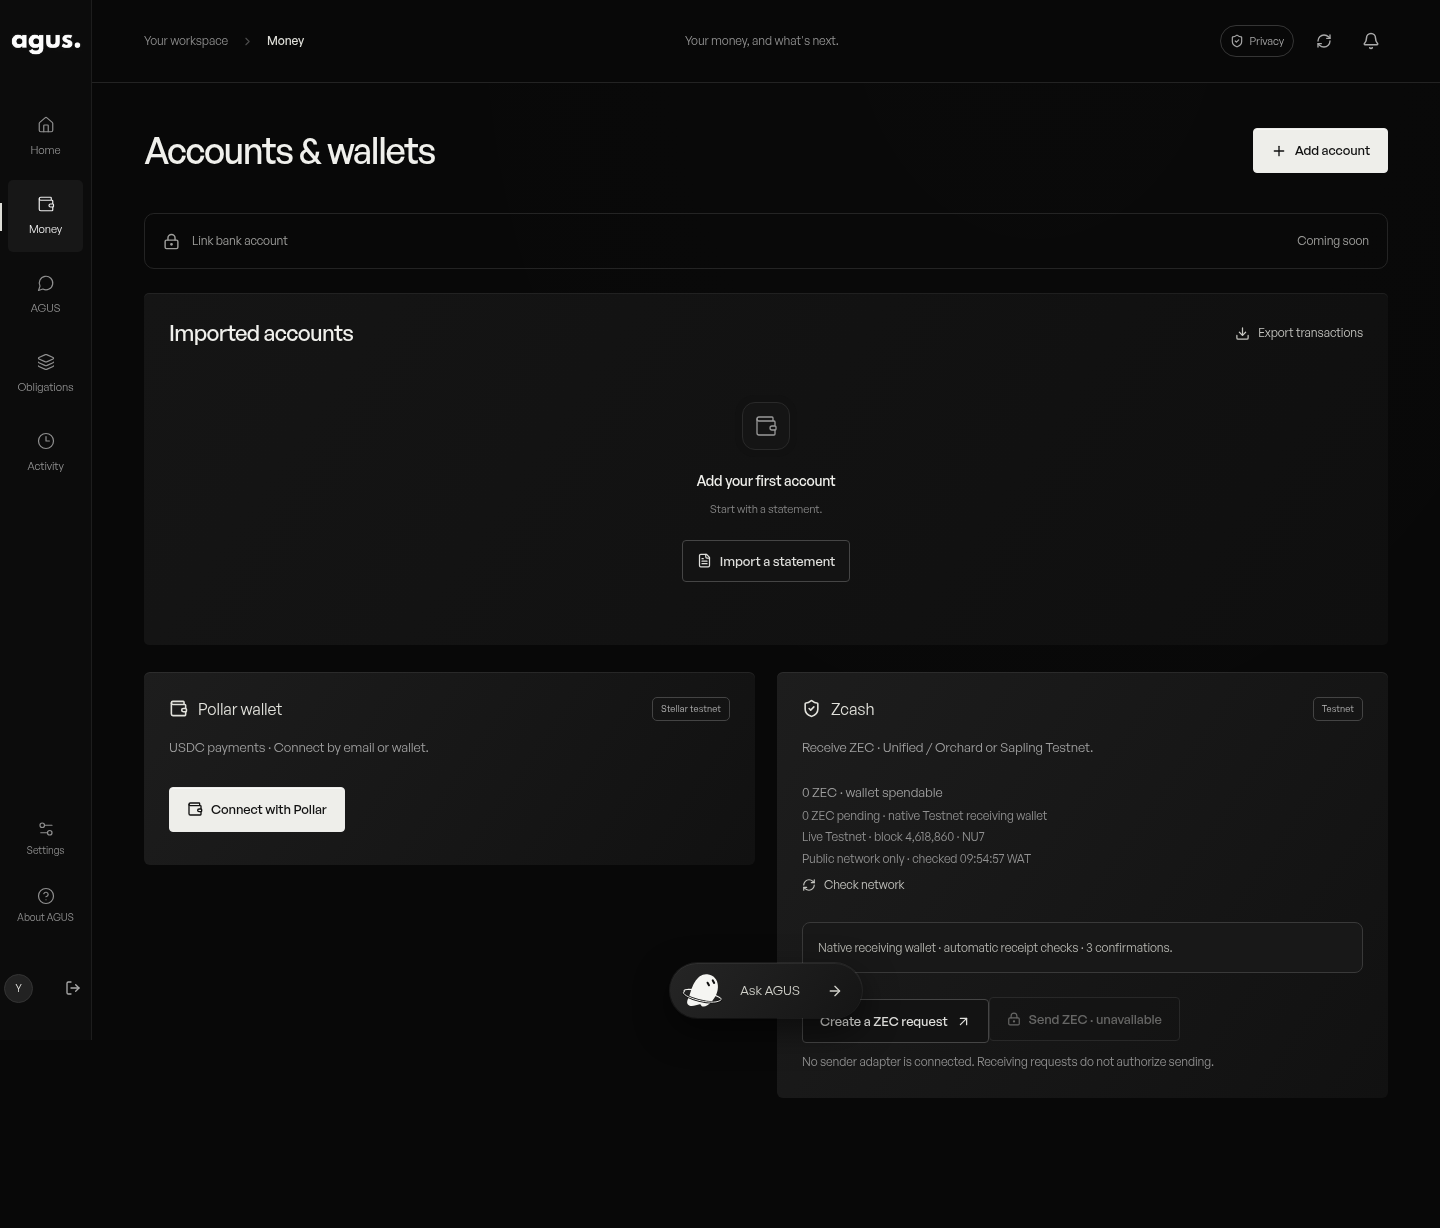 agus.
Your workspace > Money
Your money, and what's next.
Privacy
Home
Money
AGUS
Obligations
Activity
Settings
About AGUS
Y
Accounts & wallets
Add account
Link bank account
Coming soon
Imported accounts
Export transactions
Add your first account
Start with a statement.
Import a statement
Pollar wallet
Stellar testnet
USDC payments · Connect by email or wallet.
Connect with Pollar
Zcash
Testnet
Receive ZEC · Unified / Orchard or Sapling Testnet.
0 ZEC · wallet spendable
0 ZEC pending · native Testnet receiving wallet
Live Testnet · block 4,618,860 · NU7
Public network only · checked 09:54:57 WAT
Check network
Native receiving wallet · automatic receipt checks · 3 confirmations.
Ask AGUS
Create a ZEC request
Send ZEC · unavailable
No sender adapter is connected. Receiving requests do not authorize sending.